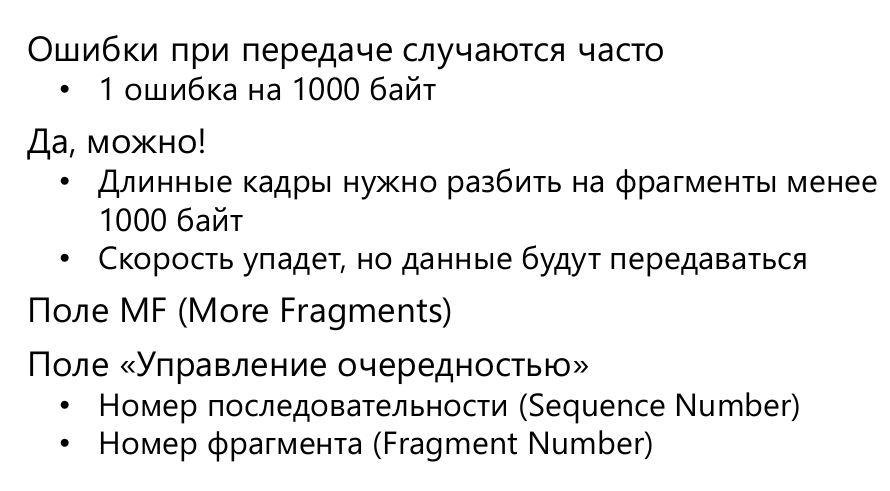 Ошибки при передаче случаются часто
• 1 ошибка на 1000 байт
Да, можно!
• Длинные кадры нужно разбить на фрагменты менее
1000 байт
• Скорость упадет, но данные будут передаваться
Поле MF (More Fragments)
Поле «Управление очередностью»
• Номер последовательности (Sequence Number)
• Номер фрагмента (Fragment Number)